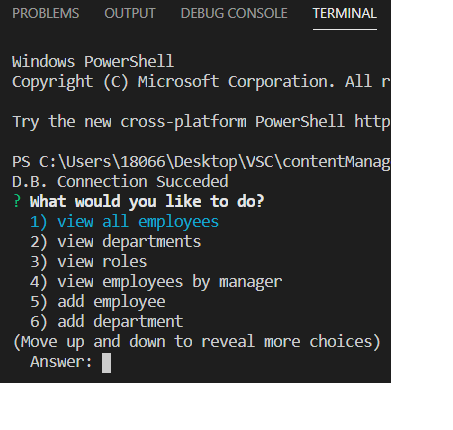 PROBLEMS OUTPUT DEBUG CONSOLE TERMINAL
Windows PowerShell
Copyright (C) Microsoft Corporation. All r
Try the new cross-platform PowerShell http
PS C:\Users\18066\Desktop\VSC\contentManag
D.B. Connection Succeded
? What would you like to do?
1) view all employees
2) view departments
3) view roles
4) view employees by manager
5) add employee
6) add department
(Move up and down to reveal more choices)
Answer: